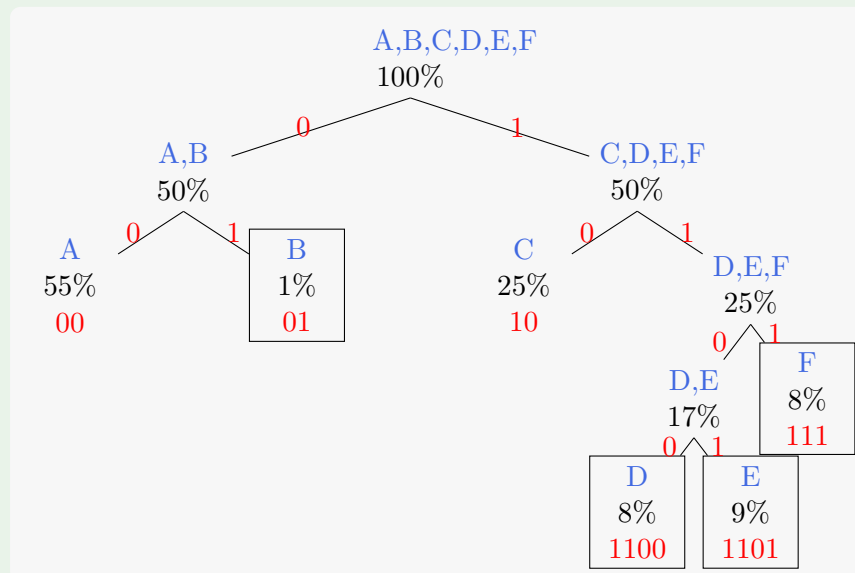 A,B,C,D,E,F
100%
0
1
A,B
50%
C,D,E,F
50%
0
1
0
1
A
55%
00
B
1%
01
C
25%
10
D,E,F
25%
0
1
D,E
17%
F
8%
111
0
1
D
8%
1100
E
9%
1101